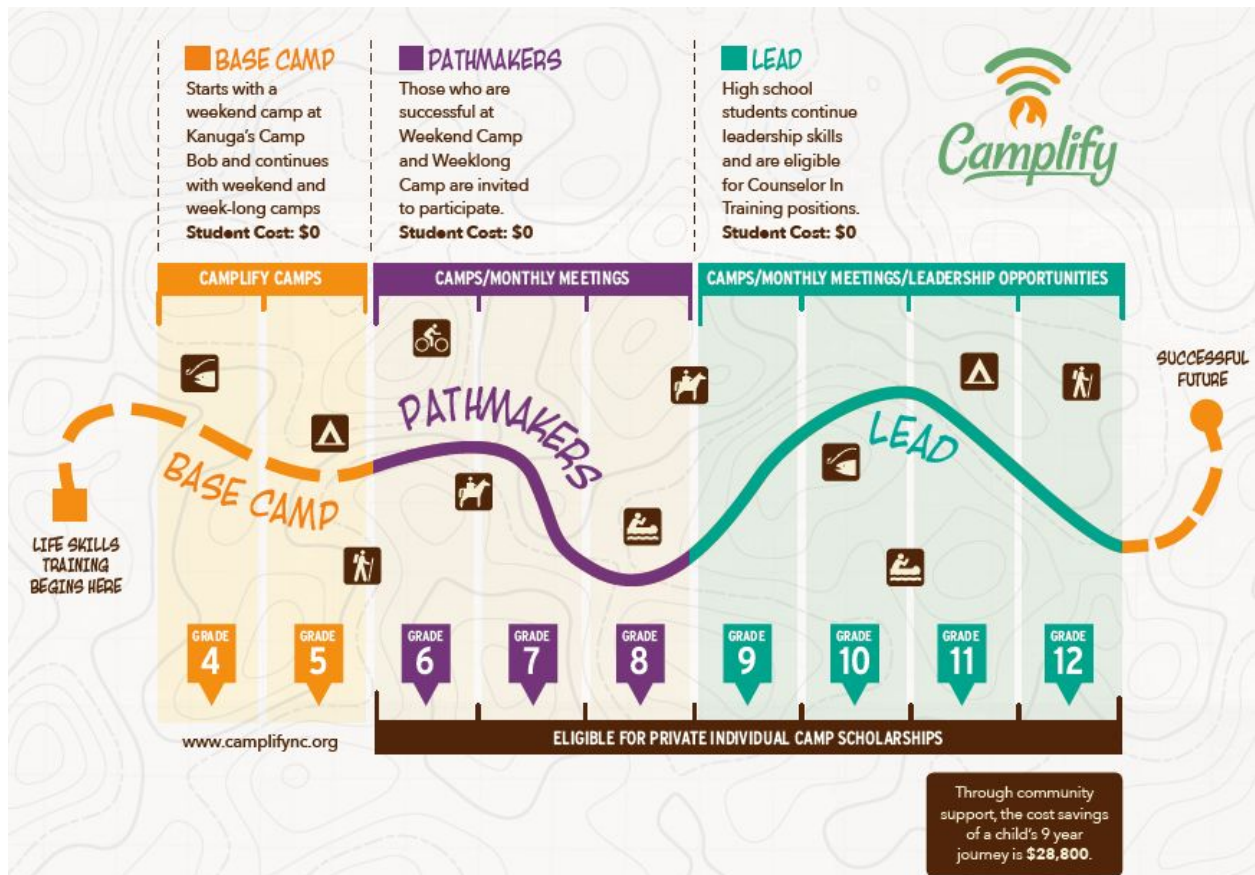 BASE CAMP
Starts with a
weekend camp at
Kanuga's Camp
Bob and continues
with weekend and
week-long camps
Student Cost: $0
PATHMAKERS
Those who are
successful at
Weekend Camp
and Weeklong
Camp are invited
to participate.
Student Cost: $0
LEAD
High school
students continue
leadership skills
and are eligible
for Counselor In
Training positions.
Student Cost: $0
Camplify
CAMPLIFY CAMPS
CAMPS/MONTHLY MEETINGS
CAMPS/MONTHLY MEETINGS/LEADERSHIP OPPORTUNITIES
LIFE SKILLS
TRAINING
BEGINS HERE
BASE CAMP
PATHMAKERS
LEAD
SUCCESSFUL
FUTURE
GRADE
4
GRADE
5
GRADE
6
GRADE
7
GRADE
8
GRADE
9
GRADE
10
GRADE
11
GRADE
12
www.camplifync.org
ELIGIBLE FOR PRIVATE INDIVIDUAL CAMP SCHOLARSHIPS
Through community
support, the cost savings
of a child's 9 year
journey is $28,800.